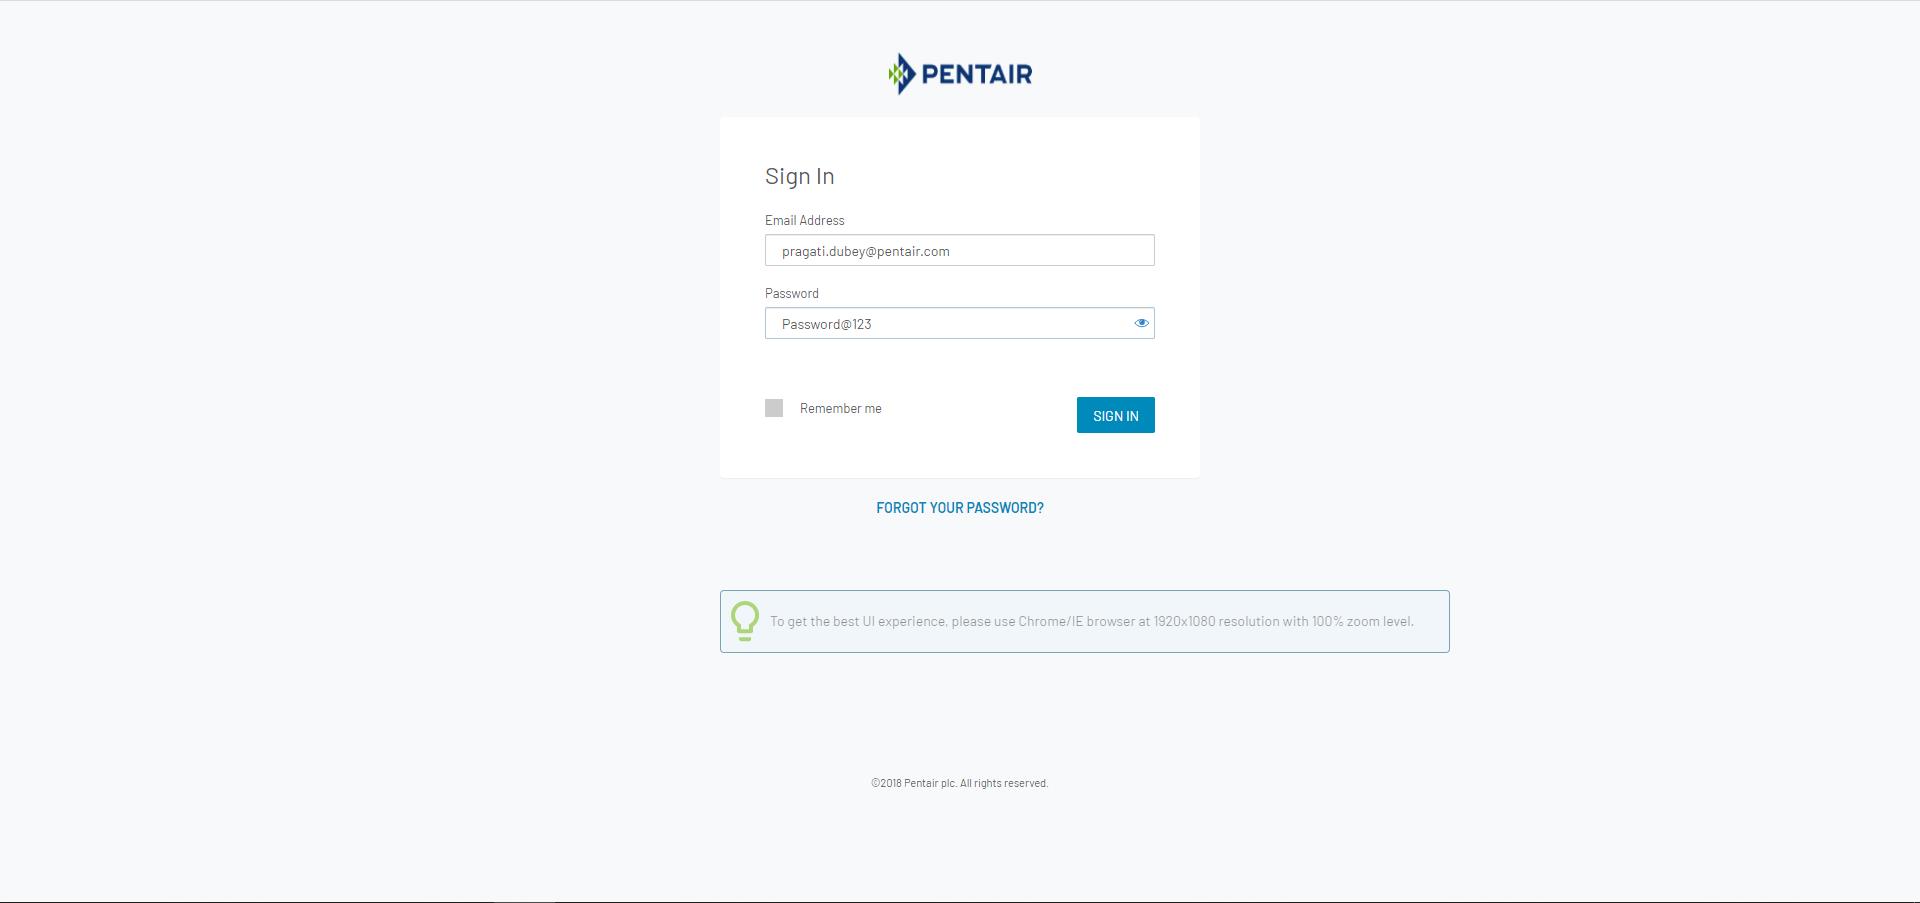 PENTAIR
Sign In
Email Address
pragati.dubey@pentair.com
Password
Password@123
Remember me
SIGN IN
FORGOT YOUR PASSWORD?
To get the best UI experience, please use Chrome/IE browser at 1920x1080 resolution with 100% zoom level.
©2018 Pentair plc. All rights reserved.